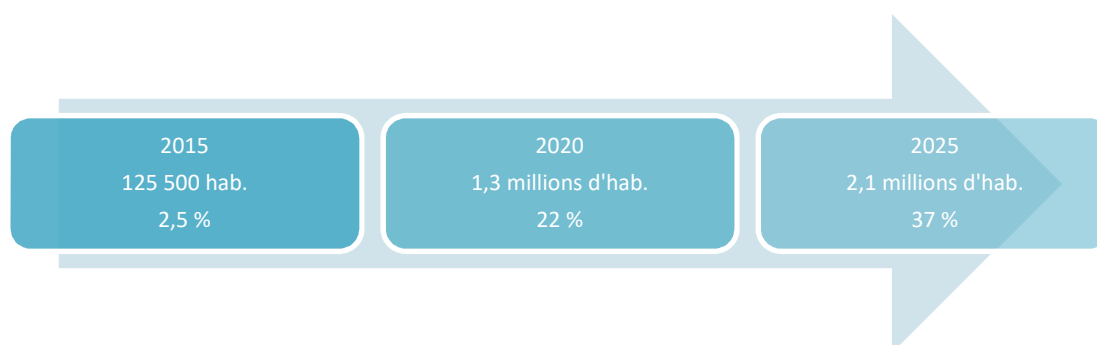 2015
125 500 hab.
2,5 %
2020
1,3 millions d'hab.
22 %
2025
2,1 millions d'hab.
37 %